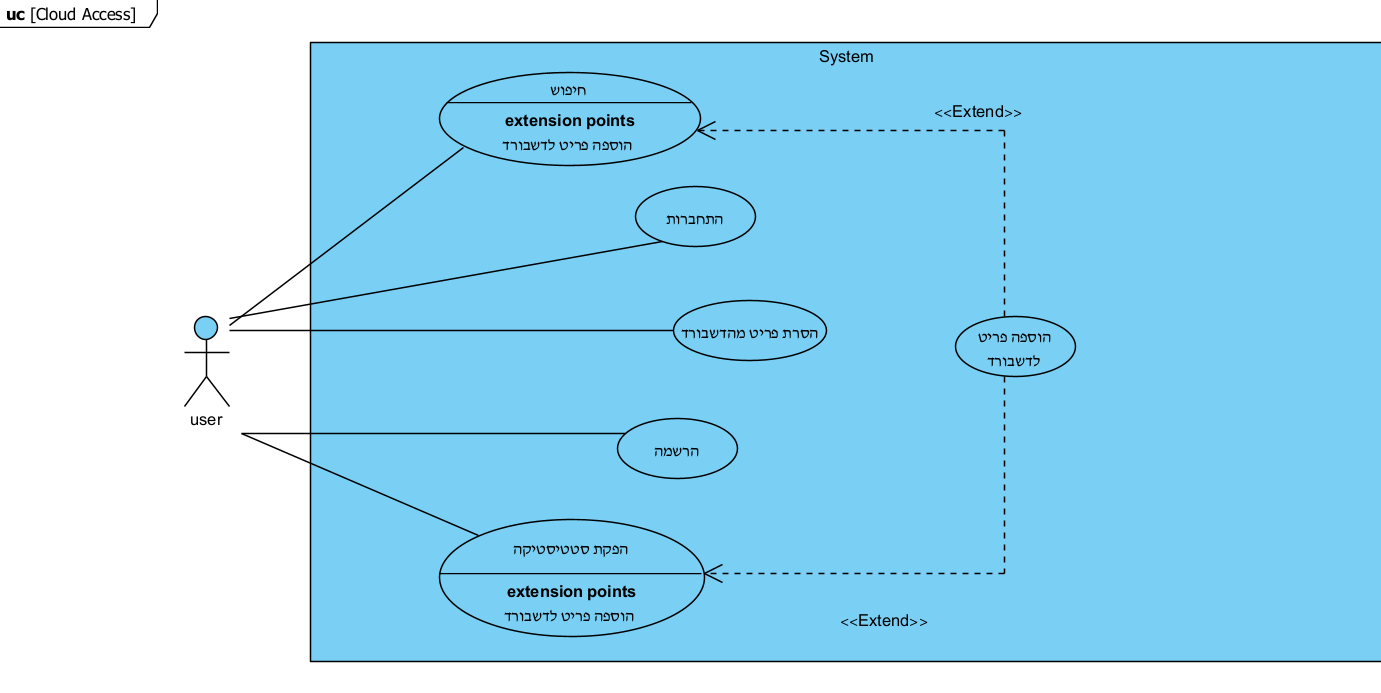 uc [Cloud Access]
System
חיפוש
extension points
הוספה פריט לדשבורד
<<Extend>>
התחברות
הסרת פריט מהדשבורד
הוספה פריט
לדשבורד
user
הרשמה
הפקת סטטיסטיקה
extension points
הוספה פריט לדשבורד
<<Extend>>